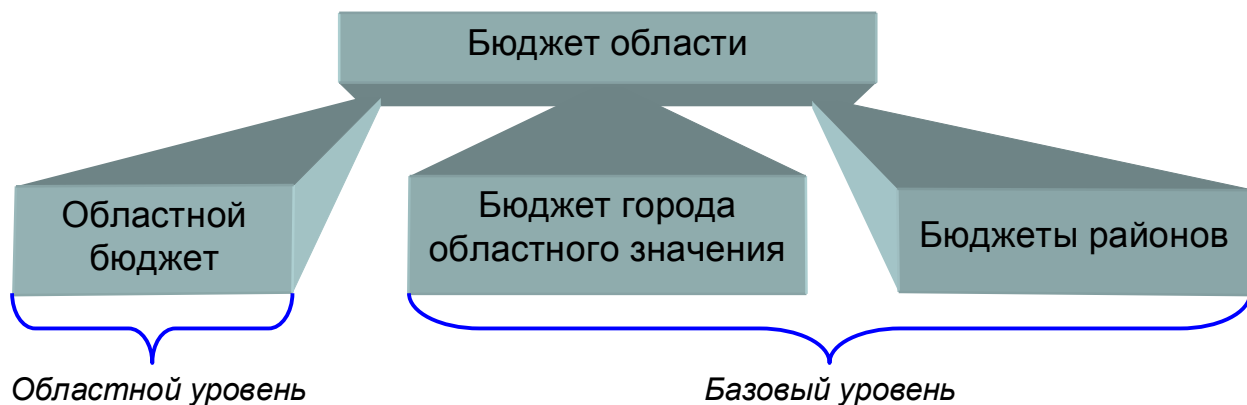 Бюджет области
Областной
бюджет
Бюджет города
областного значения
Бюджеты районов
Областной уровень
Базовый уровень